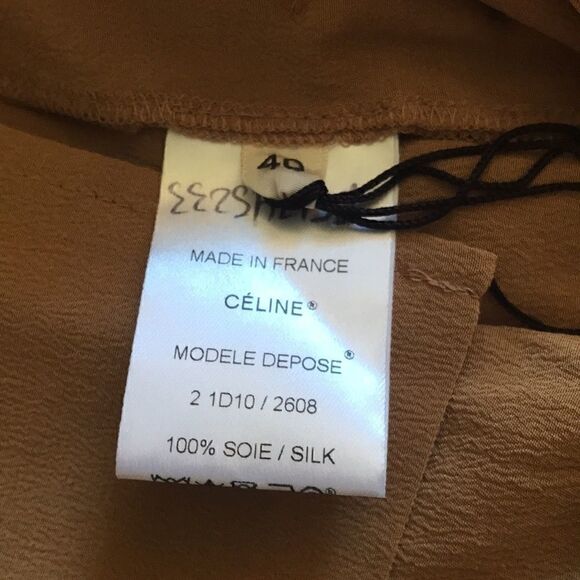 40
MADE IN FRANCE
CÉLINE®
MODELE DEPOSE®
2 1D10 / 2608
100% SOIE / SILK